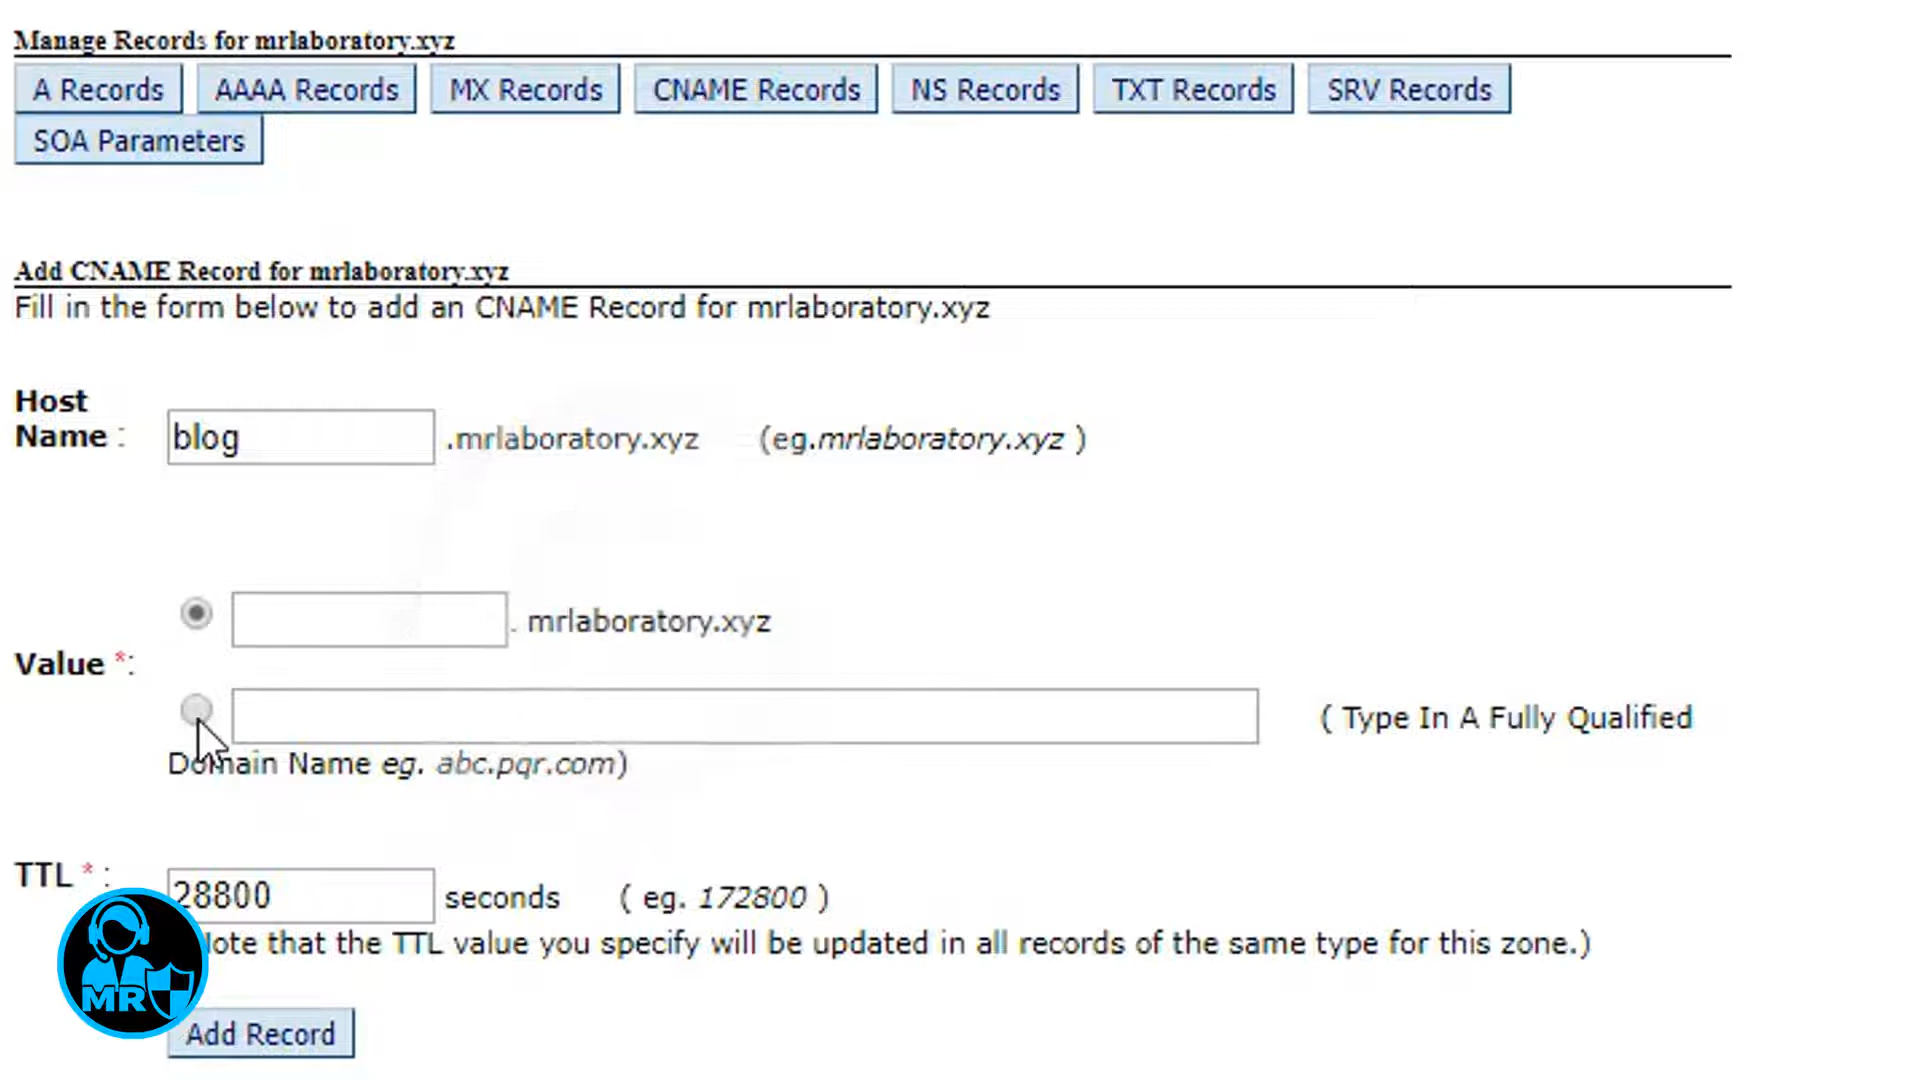 Manage Records for mrlaboratory.xyz
A Records AAAA Records MX Records CNAME Records NS Records TXT Records SRV Records
SOA Parameters
Add CNAME Record for mrlaboratory.xyz
Fill in the form below to add an CNAME Record for mrlaboratory.xyz
Host
Name : blog .mrlaboratory.xyz (eg.mrlaboratory.xyz )
. mrlaboratory.xyz
Value *:
( Type In A Fully Qualified
Domain Name eg. abc.pqr.com)
TTL * : 28800 seconds ( eg. 172800 )
that the TTL value you specify will be updated in all records of the same type for this zone.)
MR
Add Record